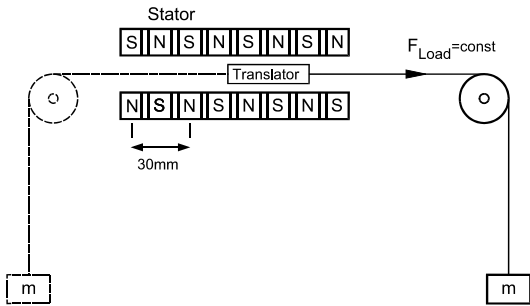 Stator
S N S N S N S N
F_Load=const
Translator
N S N S N S N S
30mm
m m